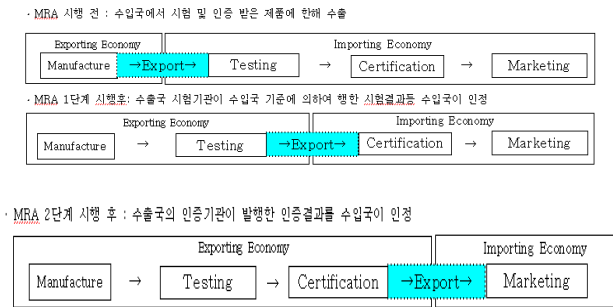 · MRA 시행 전 : 수입국에서 시험 및 인증 받은 제품에 한해 수출
Exporting Economy Importing Economy
Manufacture →Export→ Testing → Certification → Marketing
· MRA 1단계 시행후: 수출국 시험기관이 수입국 기준에 의하여 행한 시험결과등 수입국이 인정
Exporting Economy Importing Economy
Manufacture → Testing →Export→ Certification → Marketing
· MRA 2단계 시행 후 : 수출국의 인증기관이 발행한 인증결과를 수입국이 인정
Exporting Economy Importing Economy
Manufacture → Testing → Certification →Export→ Marketing